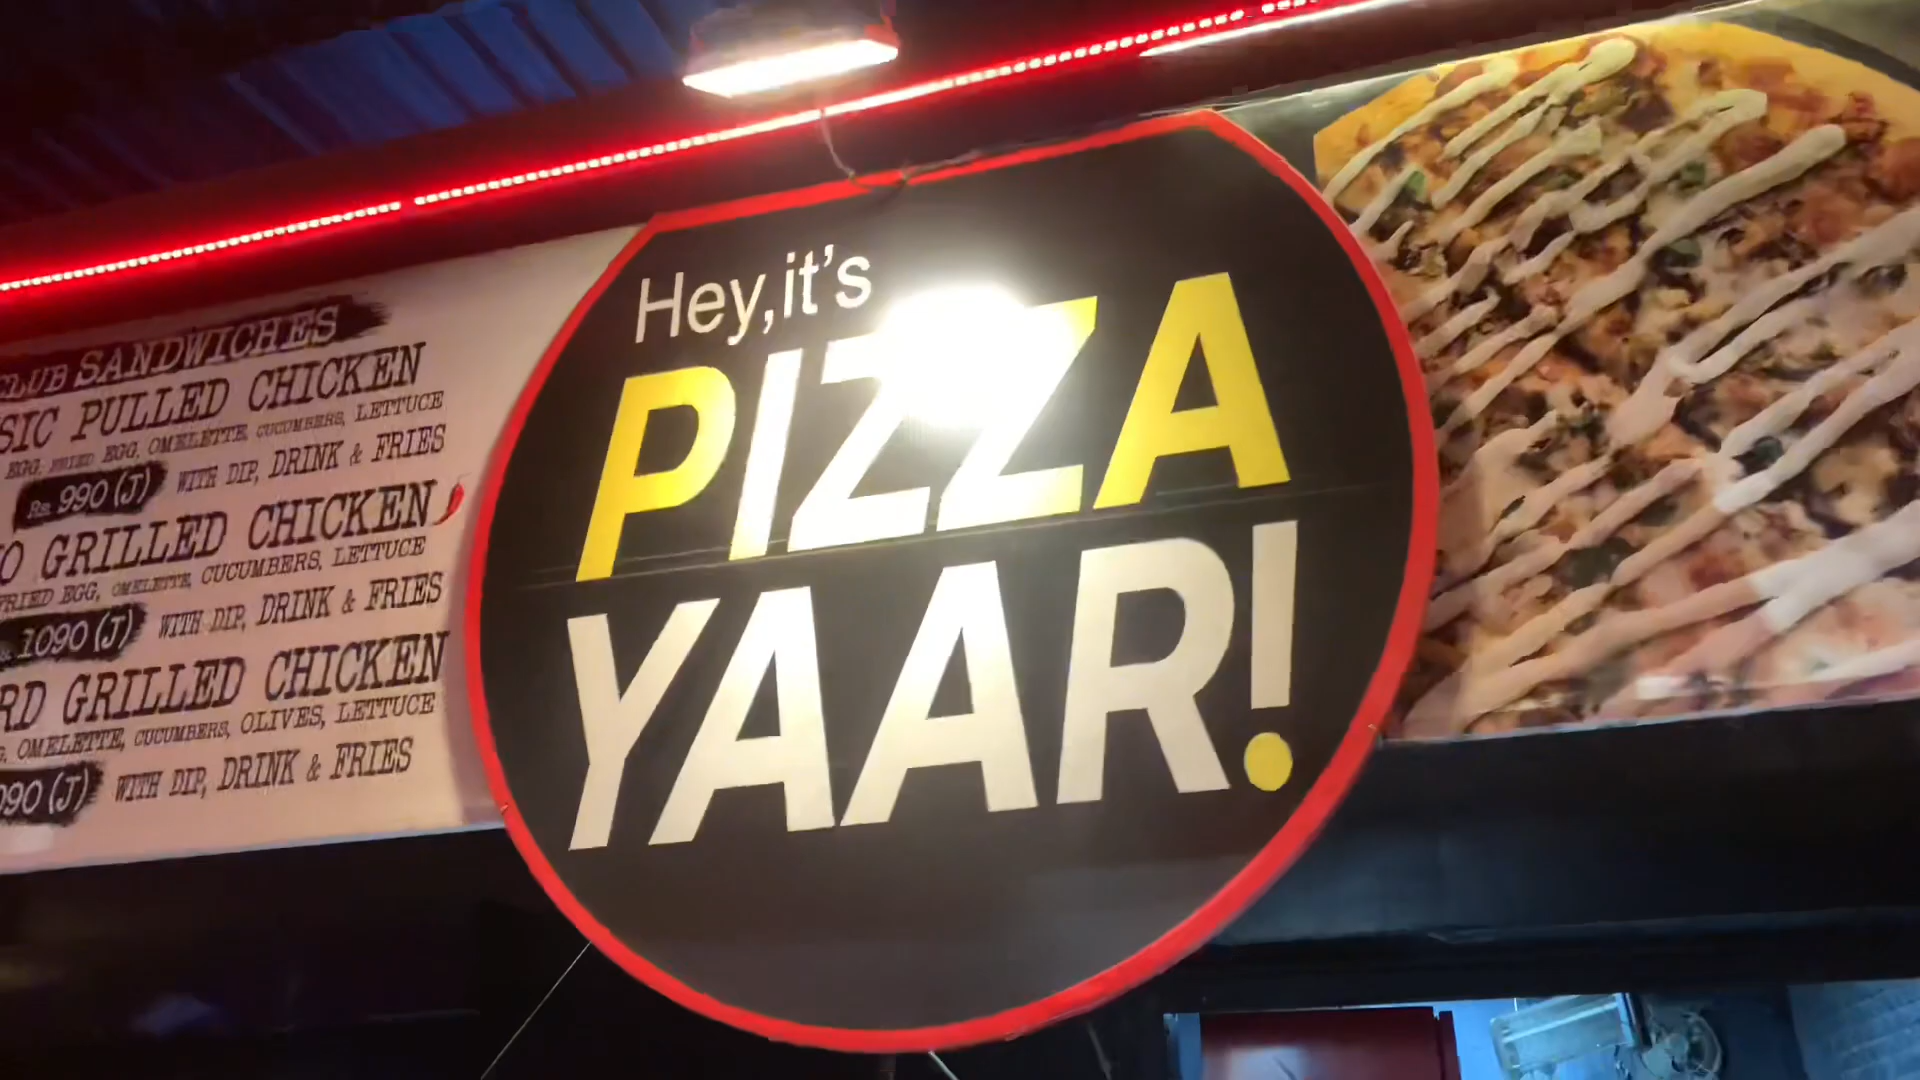 CLUB SANDWICHES
SIC PULLED CHICKEN
EGG, FRIED EGG, OMELETTE, CUCUMBERS, LETTUCE
Rs. 990 (J) WITH DIP, DRINK & FRIES
O GRILLED CHICKEN
FRIED EGG, OMELETTE, CUCUMBERS, LETTUCE
1090 (J) WITH DIP, DRINK & FRIES
RD GRILLED CHICKEN
OMELETTE, CUCUMBERS, OLIVES, LETTUCE
090 (J) WITH DIP, DRINK & FRIES
Hey, it's
PIZZA
YAAR!